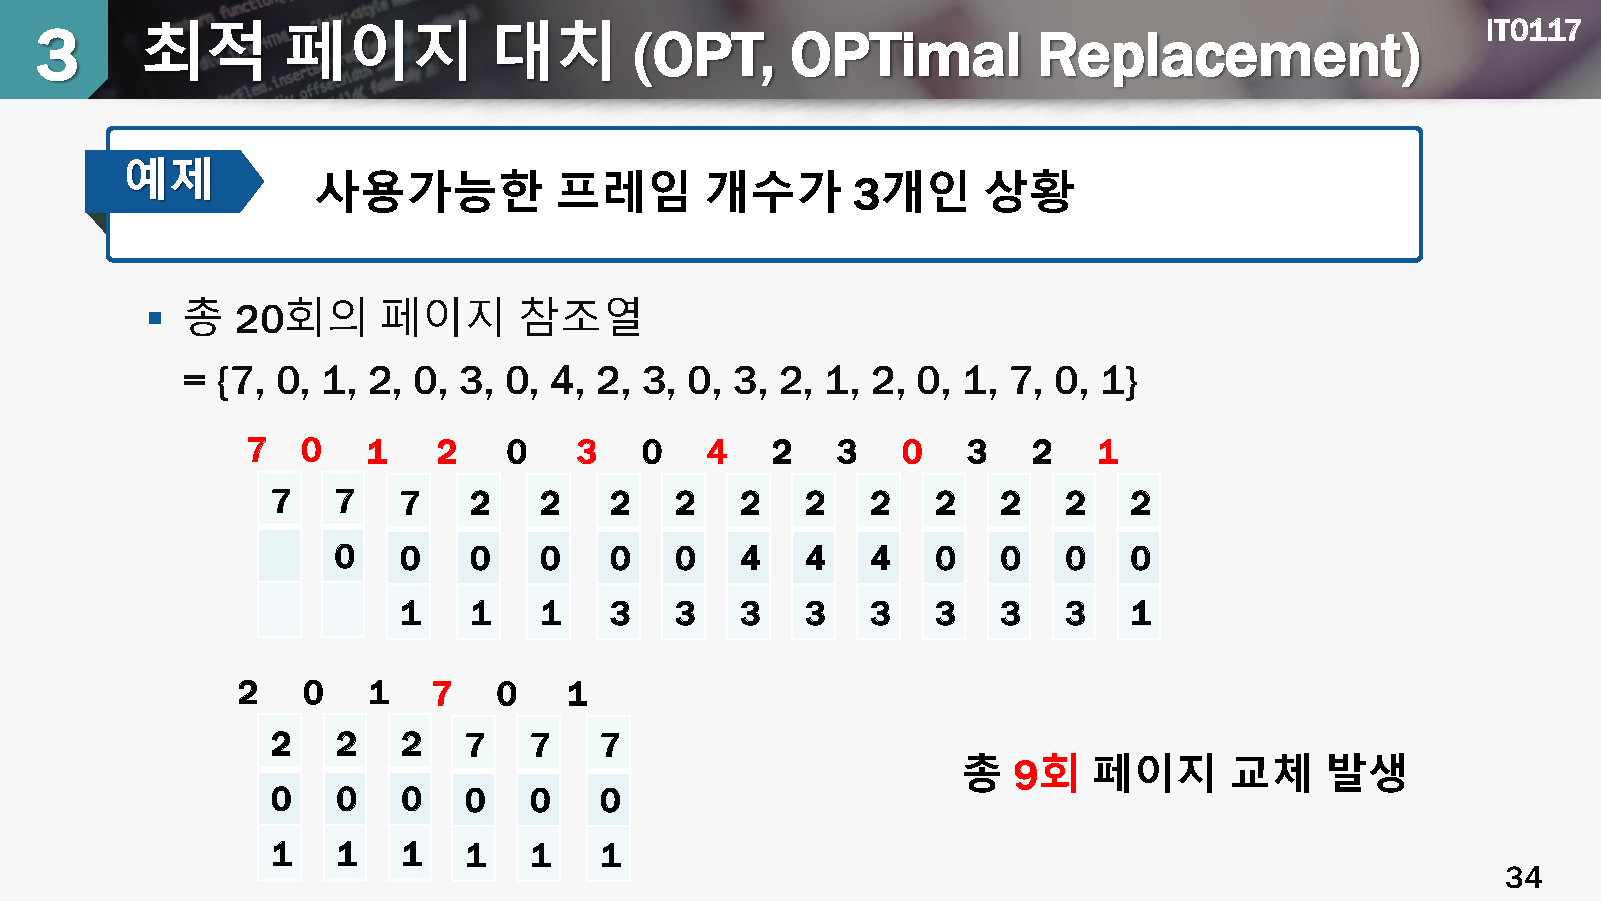 3 최적 페이지 대치 (OPT, OPTimal Replacement)
IT0117
예제
사용가능한 프레임 개수가 3개인 상황
▪ 총 20회의 페이지 참조열
= {7, 0, 1, 2, 0, 3, 0, 4, 2, 3, 0, 3, 2, 1, 2, 0, 1, 7, 0, 1}
7 0 1 2 0 3 0 4 2 3 0 3 2 1
7 7 7 2 2 2 2 2 2 2 2 2 2 2
0 0 0 0 0 0 4 4 4 0 0 0 0
1 1 1 3 3 3 3 3 3 3 3 1
2 0 1 7 0 1
2 2 2 7 7 7
0 0 0 0 0 0
1 1 1 1 1 1
총 9회 페이지 교체 발생
34